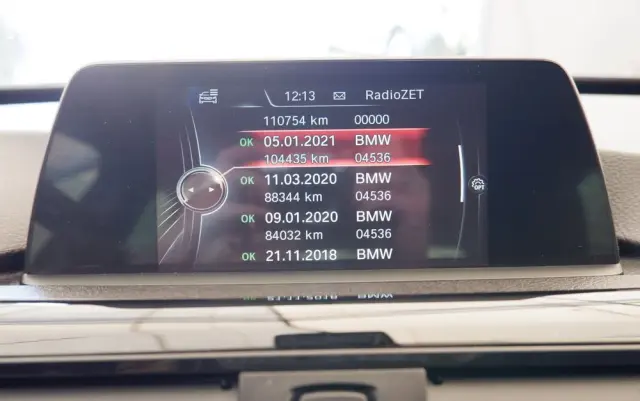 12:13 RadioZET
110754 km 00000
OK 05.01.2021 BMW
104435 km 04536
OK 11.03.2020 BMW
88344 km 04536
OK 09.01.2020 BMW
84032 km 04536
OK 21.11.2018 BMW
OPT